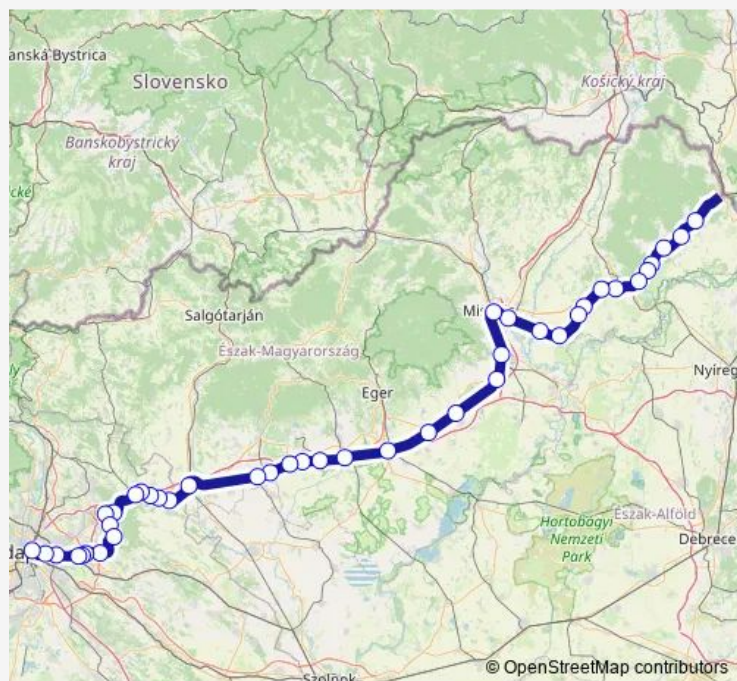 anská Bystrica
Slovensko
Košický kraj
Banskobystrický
kraj
Salgótarján
Észak-Magyarország
Eger
Nyíreg
Hortobágyi
Nemzeti
Park
Észak-Alföld
Debrece
Szolnok
© OpenStreetMap contributors